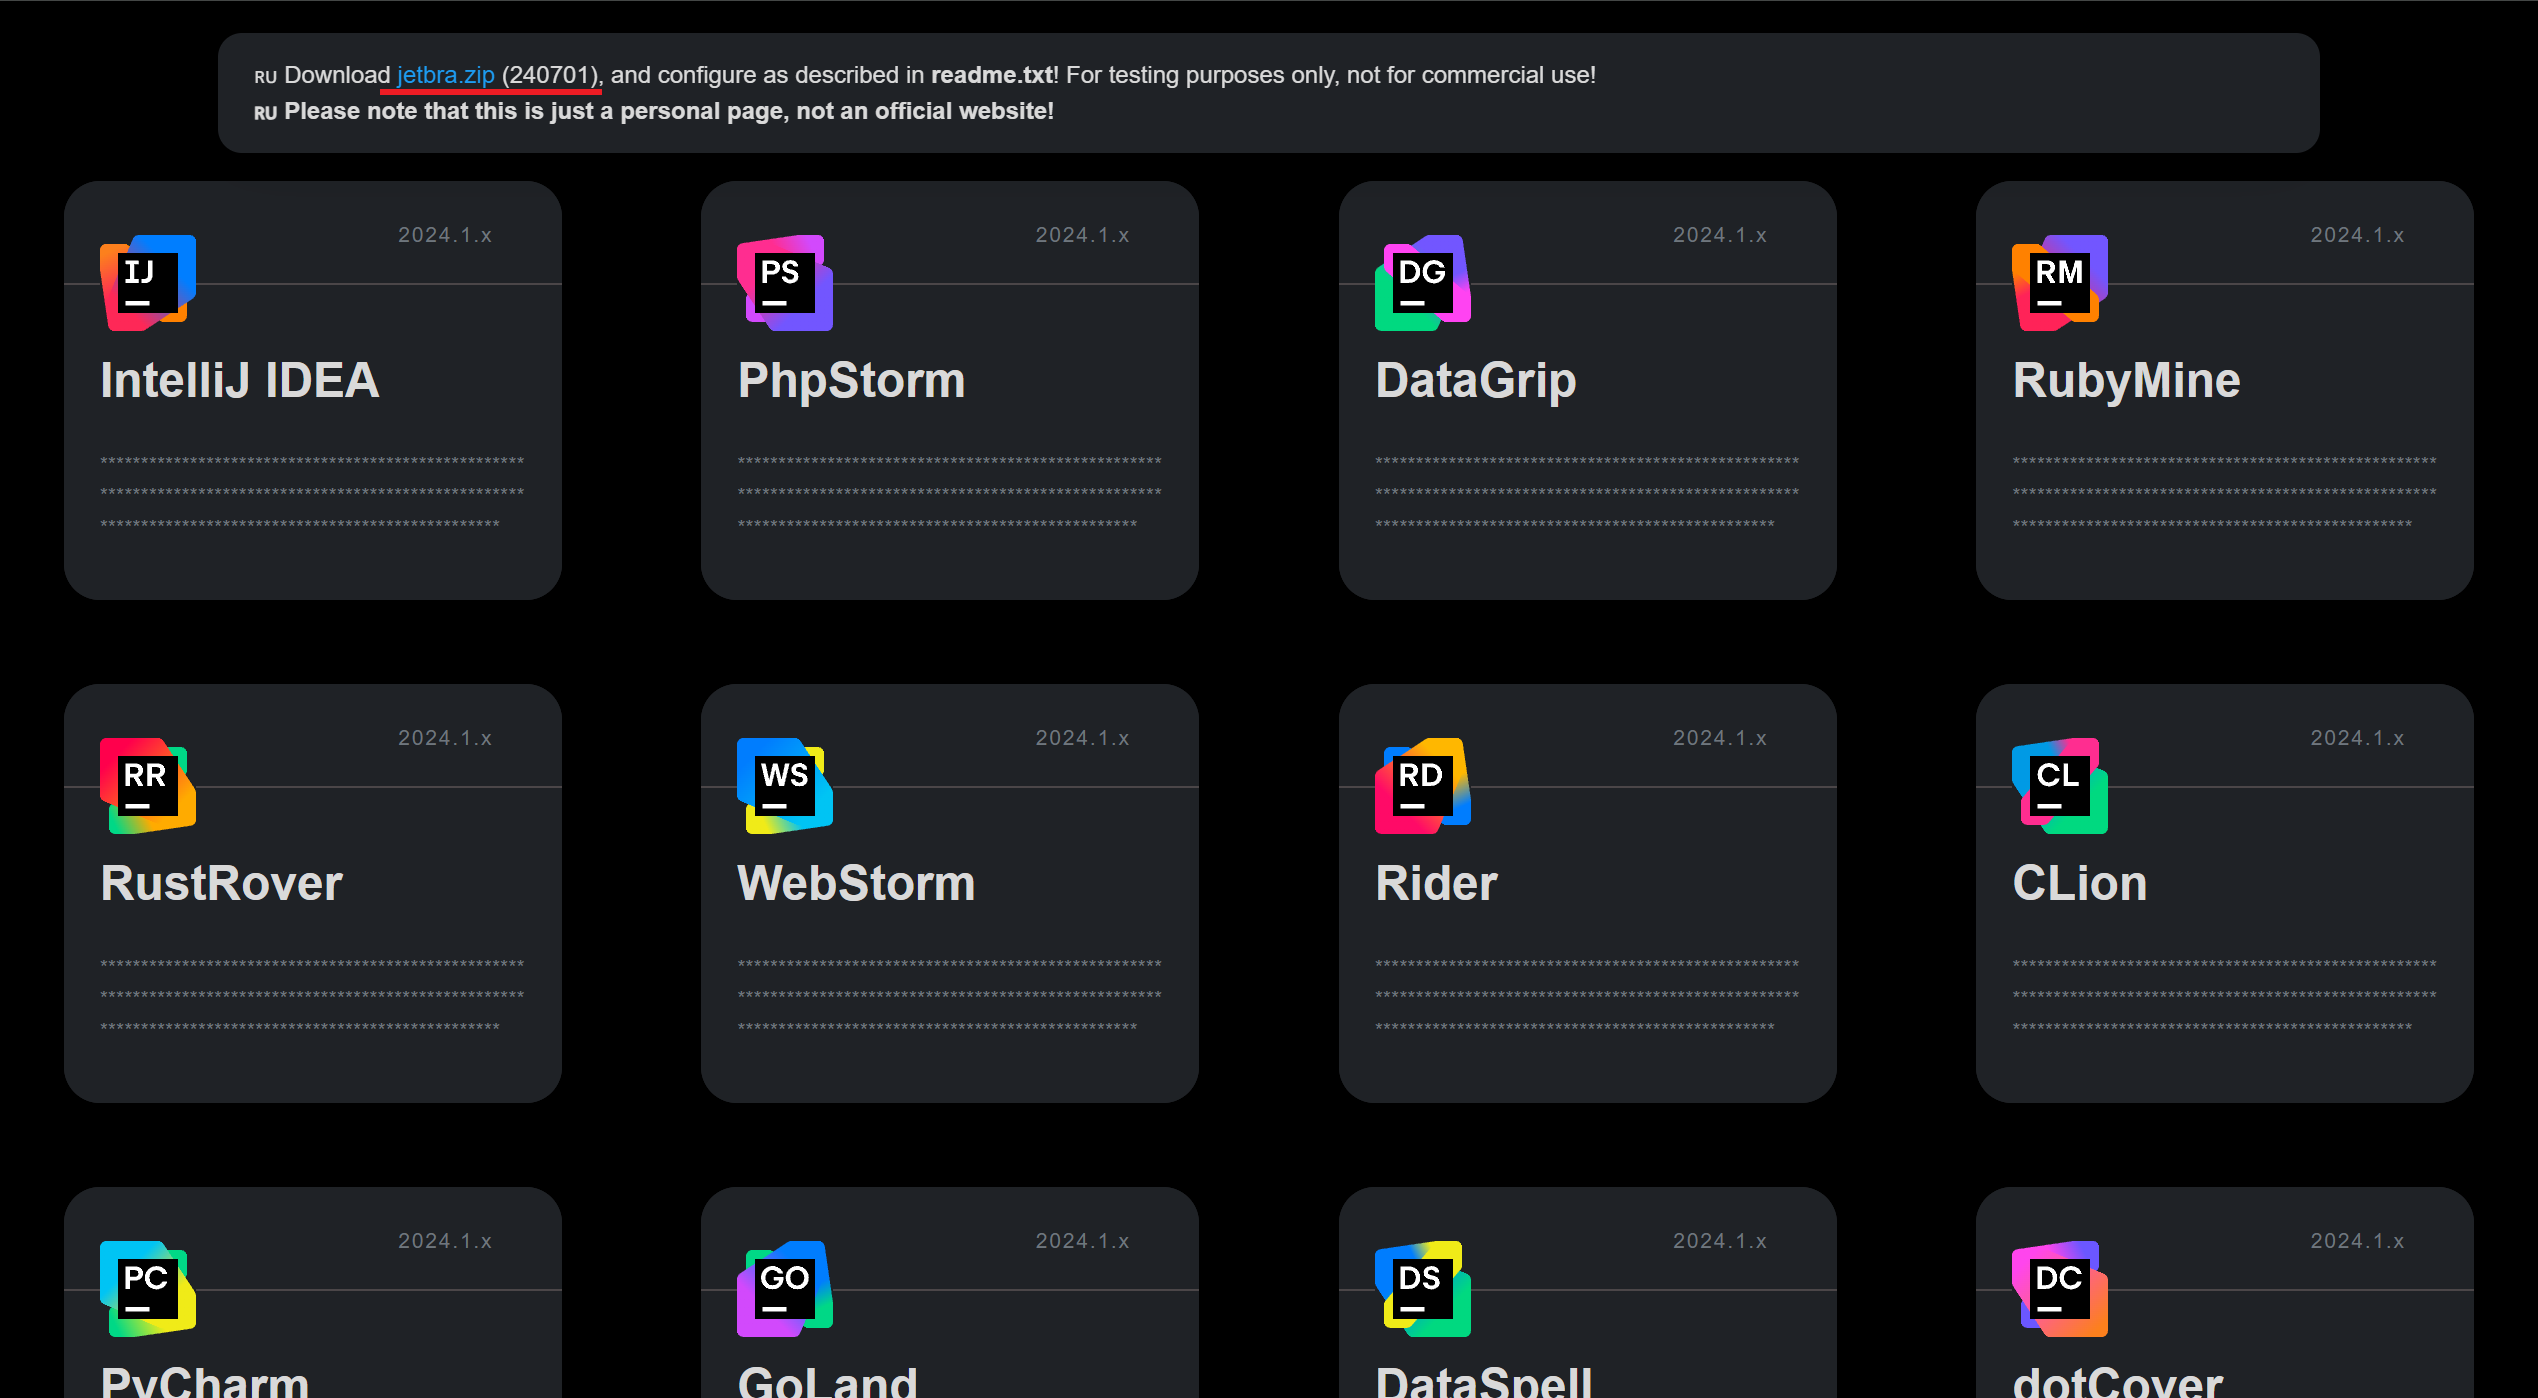 RU Download jetbra.zip (240701), and configure as described in readme.txt! For testing purposes only, not for commercial use!
RU Please note that this is just a personal page, not an official website!
2024.1.x
IJ
IntelliJ IDEA
****************************************************
****************************************************
*************************************************
2024.1.x
PS
PhpStorm
****************************************************
****************************************************
*************************************************
2024.1.x
DG
DataGrip
****************************************************
****************************************************
*************************************************
2024.1.x
RM
RubyMine
****************************************************
****************************************************
*************************************************
2024.1.x
RR
RustRover
****************************************************
****************************************************
*************************************************
2024.1.x
WS
WebStorm
****************************************************
****************************************************
*************************************************
2024.1.x
RD
Rider
****************************************************
****************************************************
*************************************************
2024.1.x
CL
CLion
****************************************************
****************************************************
*************************************************
2024.1.x
PC
PyCharm
2024.1.x
GO
GoLand
2024.1.x
DS
DataSpell
2024.1.x
DC
dotCover